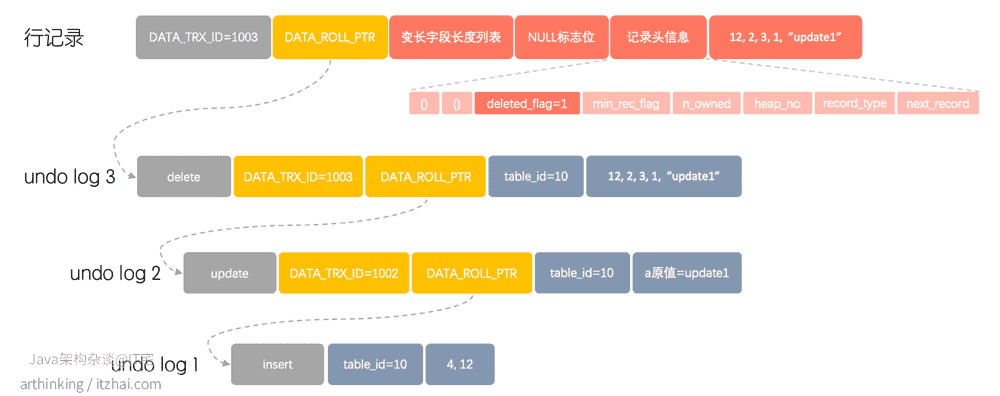 行记录 DATA_TRX_ID=1003 DATA_ROLL_PTR 变长字段长度列表 NULL标志位 记录头信息 12, 2, 3, 1, “update1”
() () deleted_flag=1 min_rec_flag n_owned heap_no record_type next_record
undo log 3 delete DATA_TRX_ID=1003 DATA_ROLL_PTR table_id=10 12, 2, 3, 1, “update1”
undo log 2 update DATA_TRX_ID=1002 DATA_ROLL_PTR table_id=10 a原值=update1
undo log 1 insert table_id=10 4, 12
Java架构杂谈@IT宅
arthinking / itzhai.com